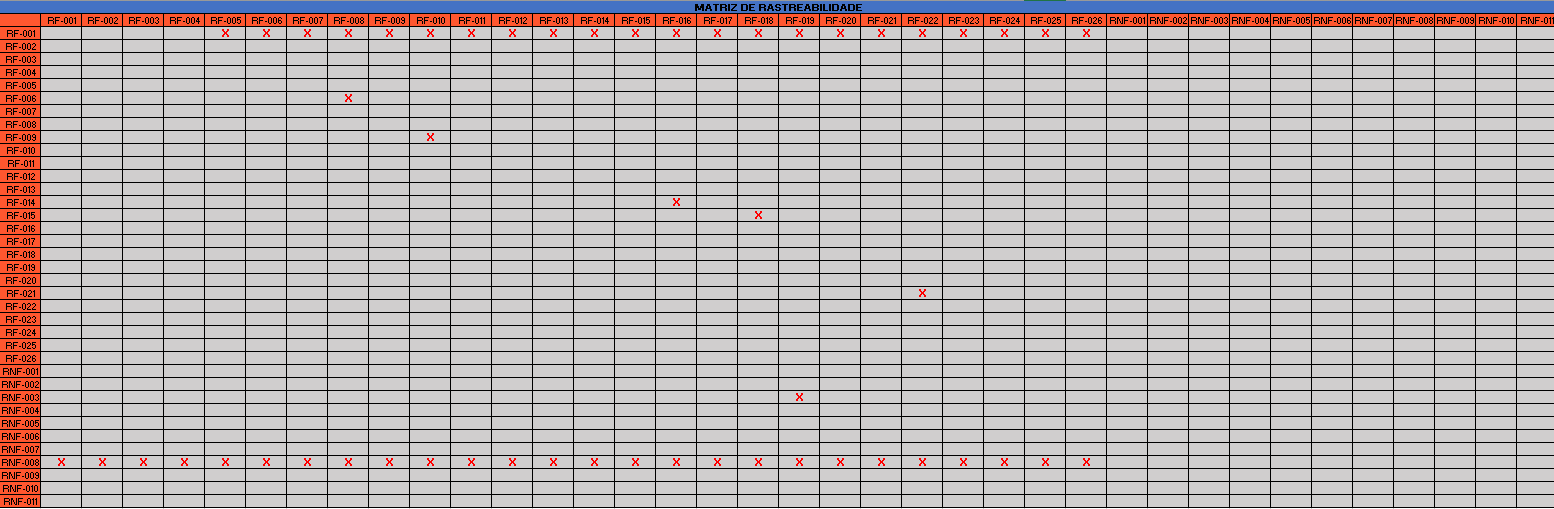 MATRIZ DE RASTREABILIDADE
RF-001 RF-002 RF-003 RF-004 RF-005 RF-006 RF-007 RF-008 RF-009 RF-010 RF-011 RF-012 RF-013 RF-014 RF-015 RF-016 RF-017 RF-018 RF-019 RF-020 RF-021 RF-022 RF-023 RF-024 RF-025 RF-026 RNF-001 RNF-002 RNF-003 RNF-004 RNF-005 RNF-006 RNF-007 RNF-008 RNF-009 RNF-010 RNF-011
RF-001 X X X X X X X X X X X X X X X X X X X X X X
RF-002
RF-003
RF-004
RF-005
RF-006 X
RF-007
RF-008
RF-009 X
RF-010
RF-011
RF-012
RF-013
RF-014 X
RF-015 X
RF-016
RF-017
RF-018
RF-019
RF-020
RF-021 X
RF-022
RF-023
RF-024
RF-025
RF-026
RNF-001
RNF-002
RNF-003 X
RNF-004
RNF-005
RNF-006
RNF-007
RNF-008 X X X X X X X X X X X X X X X X X X X X X X X X X X
RNF-009
RNF-010
RNF-011